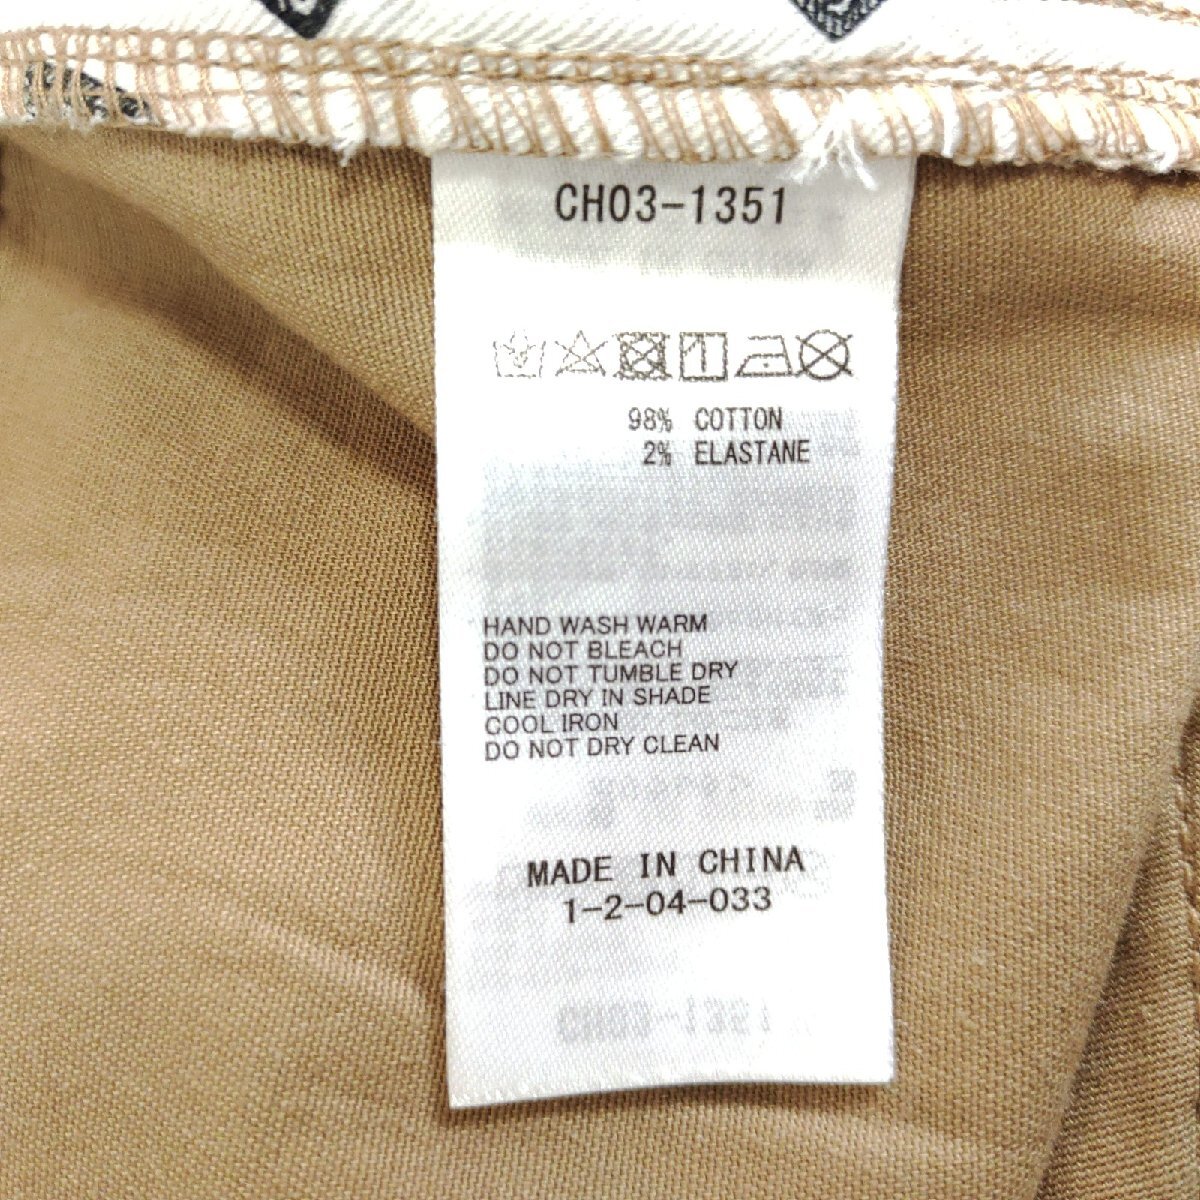 CH03-1351
98% COTTON
2% ELASTANE
HAND WASH WARM
DO NOT BLEACH
DO NOT TUMBLE DRY
LINE DRY IN SHADE
COOL IRON
DO NOT DRY CLEAN
MADE IN CHINA
1-2-04-033